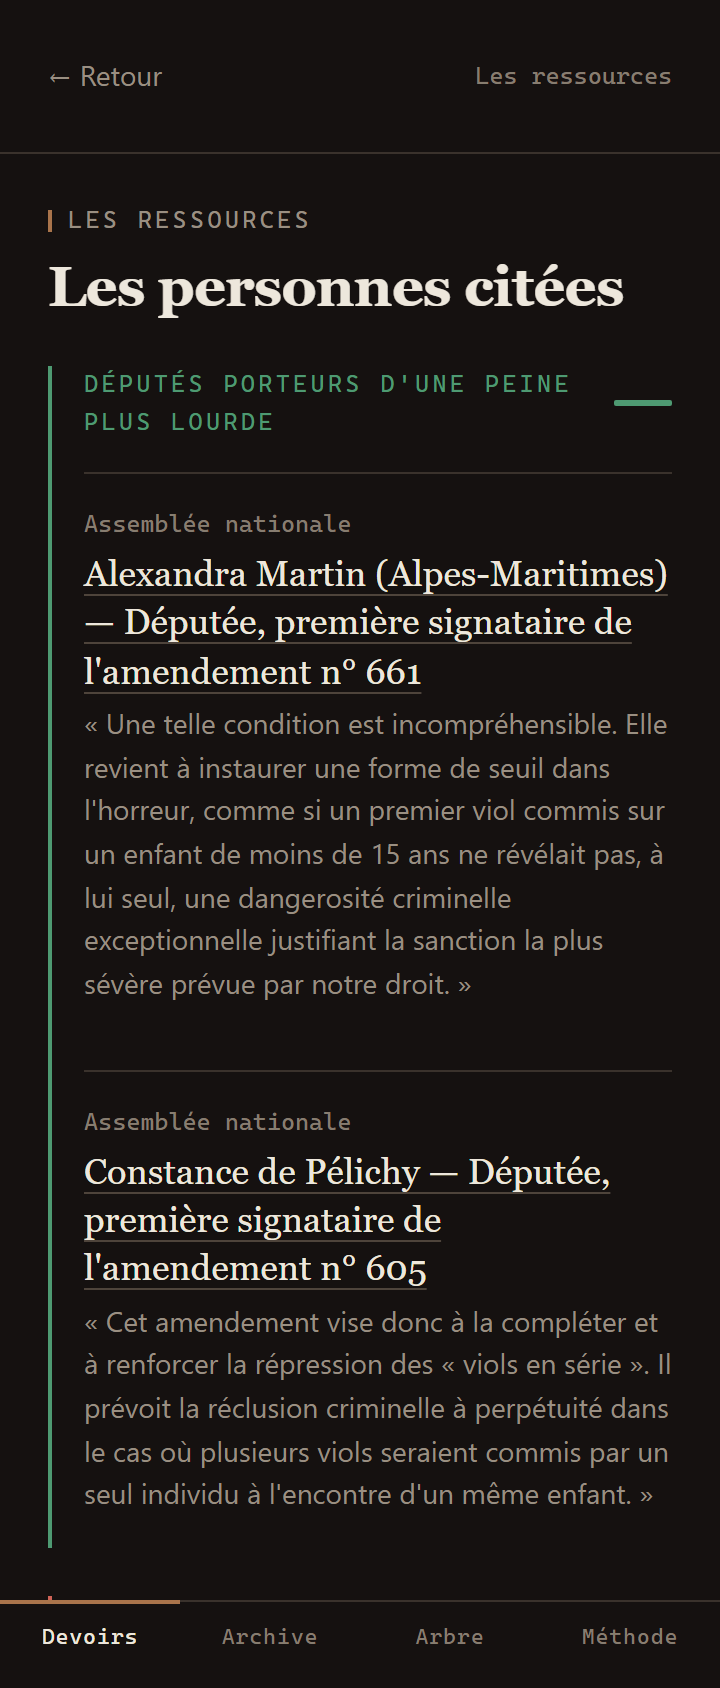 ← Retour
Les ressources
LES RESSOURCES
Les personnes citées
DÉPUTÉS PORTEURS D'UNE PEINE
PLUS LOURDE
Assemblée nationale
Alexandra Martin (Alpes-Maritimes)
— Députée, première signataire de
l'amendement n° 661
« Une telle condition est incompréhensible. Elle
revient à instaurer une forme de seuil dans
l'horreur, comme si un premier viol commis sur
un enfant de moins de 15 ans ne révélait pas, à
lui seul, une dangerosité criminelle
exceptionnelle justifiant la sanction la plus
sévère prévue par notre droit. »
Assemblée nationale
Constance de Pélichy — Députée,
première signataire de
l'amendement n° 605
« Cet amendement vise donc à la compléter et
à renforcer la répression des « viols en série ». Il
prévoit la réclusion criminelle à perpétuité dans
le cas où plusieurs viols seraient commis par un
seul individu à l'encontre d'un même enfant. »
Devoirs
Archive
Arbre
Méthode